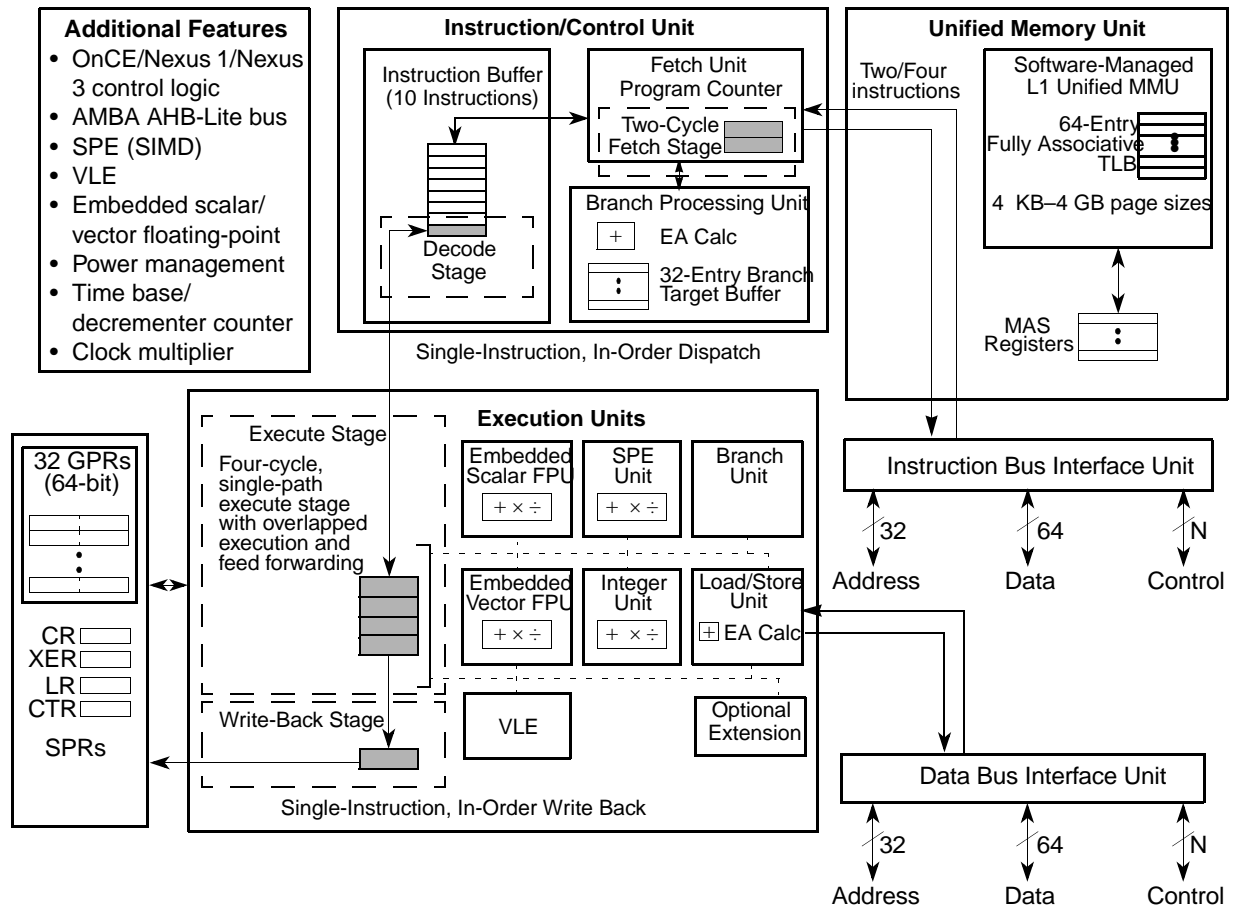 Additional Features
• OnCE/Nexus 1/Nexus
3 control logic
• AMBA AHB-Lite bus
• SPE (SIMD)
• VLE
• Embedded scalar/
vector floating-point
• Power management
• Time base/
decrementer counter
• Clock multiplier
Instruction/Control Unit
Instruction Buffer
(10 Instructions)
Decode
Stage
Fetch Unit
Program Counter
Two-Cycle
Fetch Stage
Branch Processing Unit
+ EA Calc
32-Entry Branch
Target Buffer
Single-Instruction, In-Order Dispatch
Two/Four
instructions
Unified Memory Unit
Software-Managed
L1 Unified MMU
64-Entry
Fully Associative
TLB
4 KB–4 GB page sizes
MAS
Registers
Execution Units
Execute Stage
Four-cycle,
single-path
execute stage
with overlapped
execution and
feed forwarding
Embedded
Scalar FPU
+ × ÷
SPE
Unit
+ × ÷
Branch
Unit
Embedded
Vector FPU
+ × ÷
Integer
Unit
+ × ÷
Load/Store
Unit
+ EA Calc
VLE
Optional
Extension
Write-Back Stage
Single-Instruction, In-Order Write Back
32 GPRs
(64-bit)
CR
XER
LR
CTR
SPRs
Instruction Bus Interface Unit
32
64
N
Address
Data
Control
Data Bus Interface Unit
32
64
N
Address
Data
Control